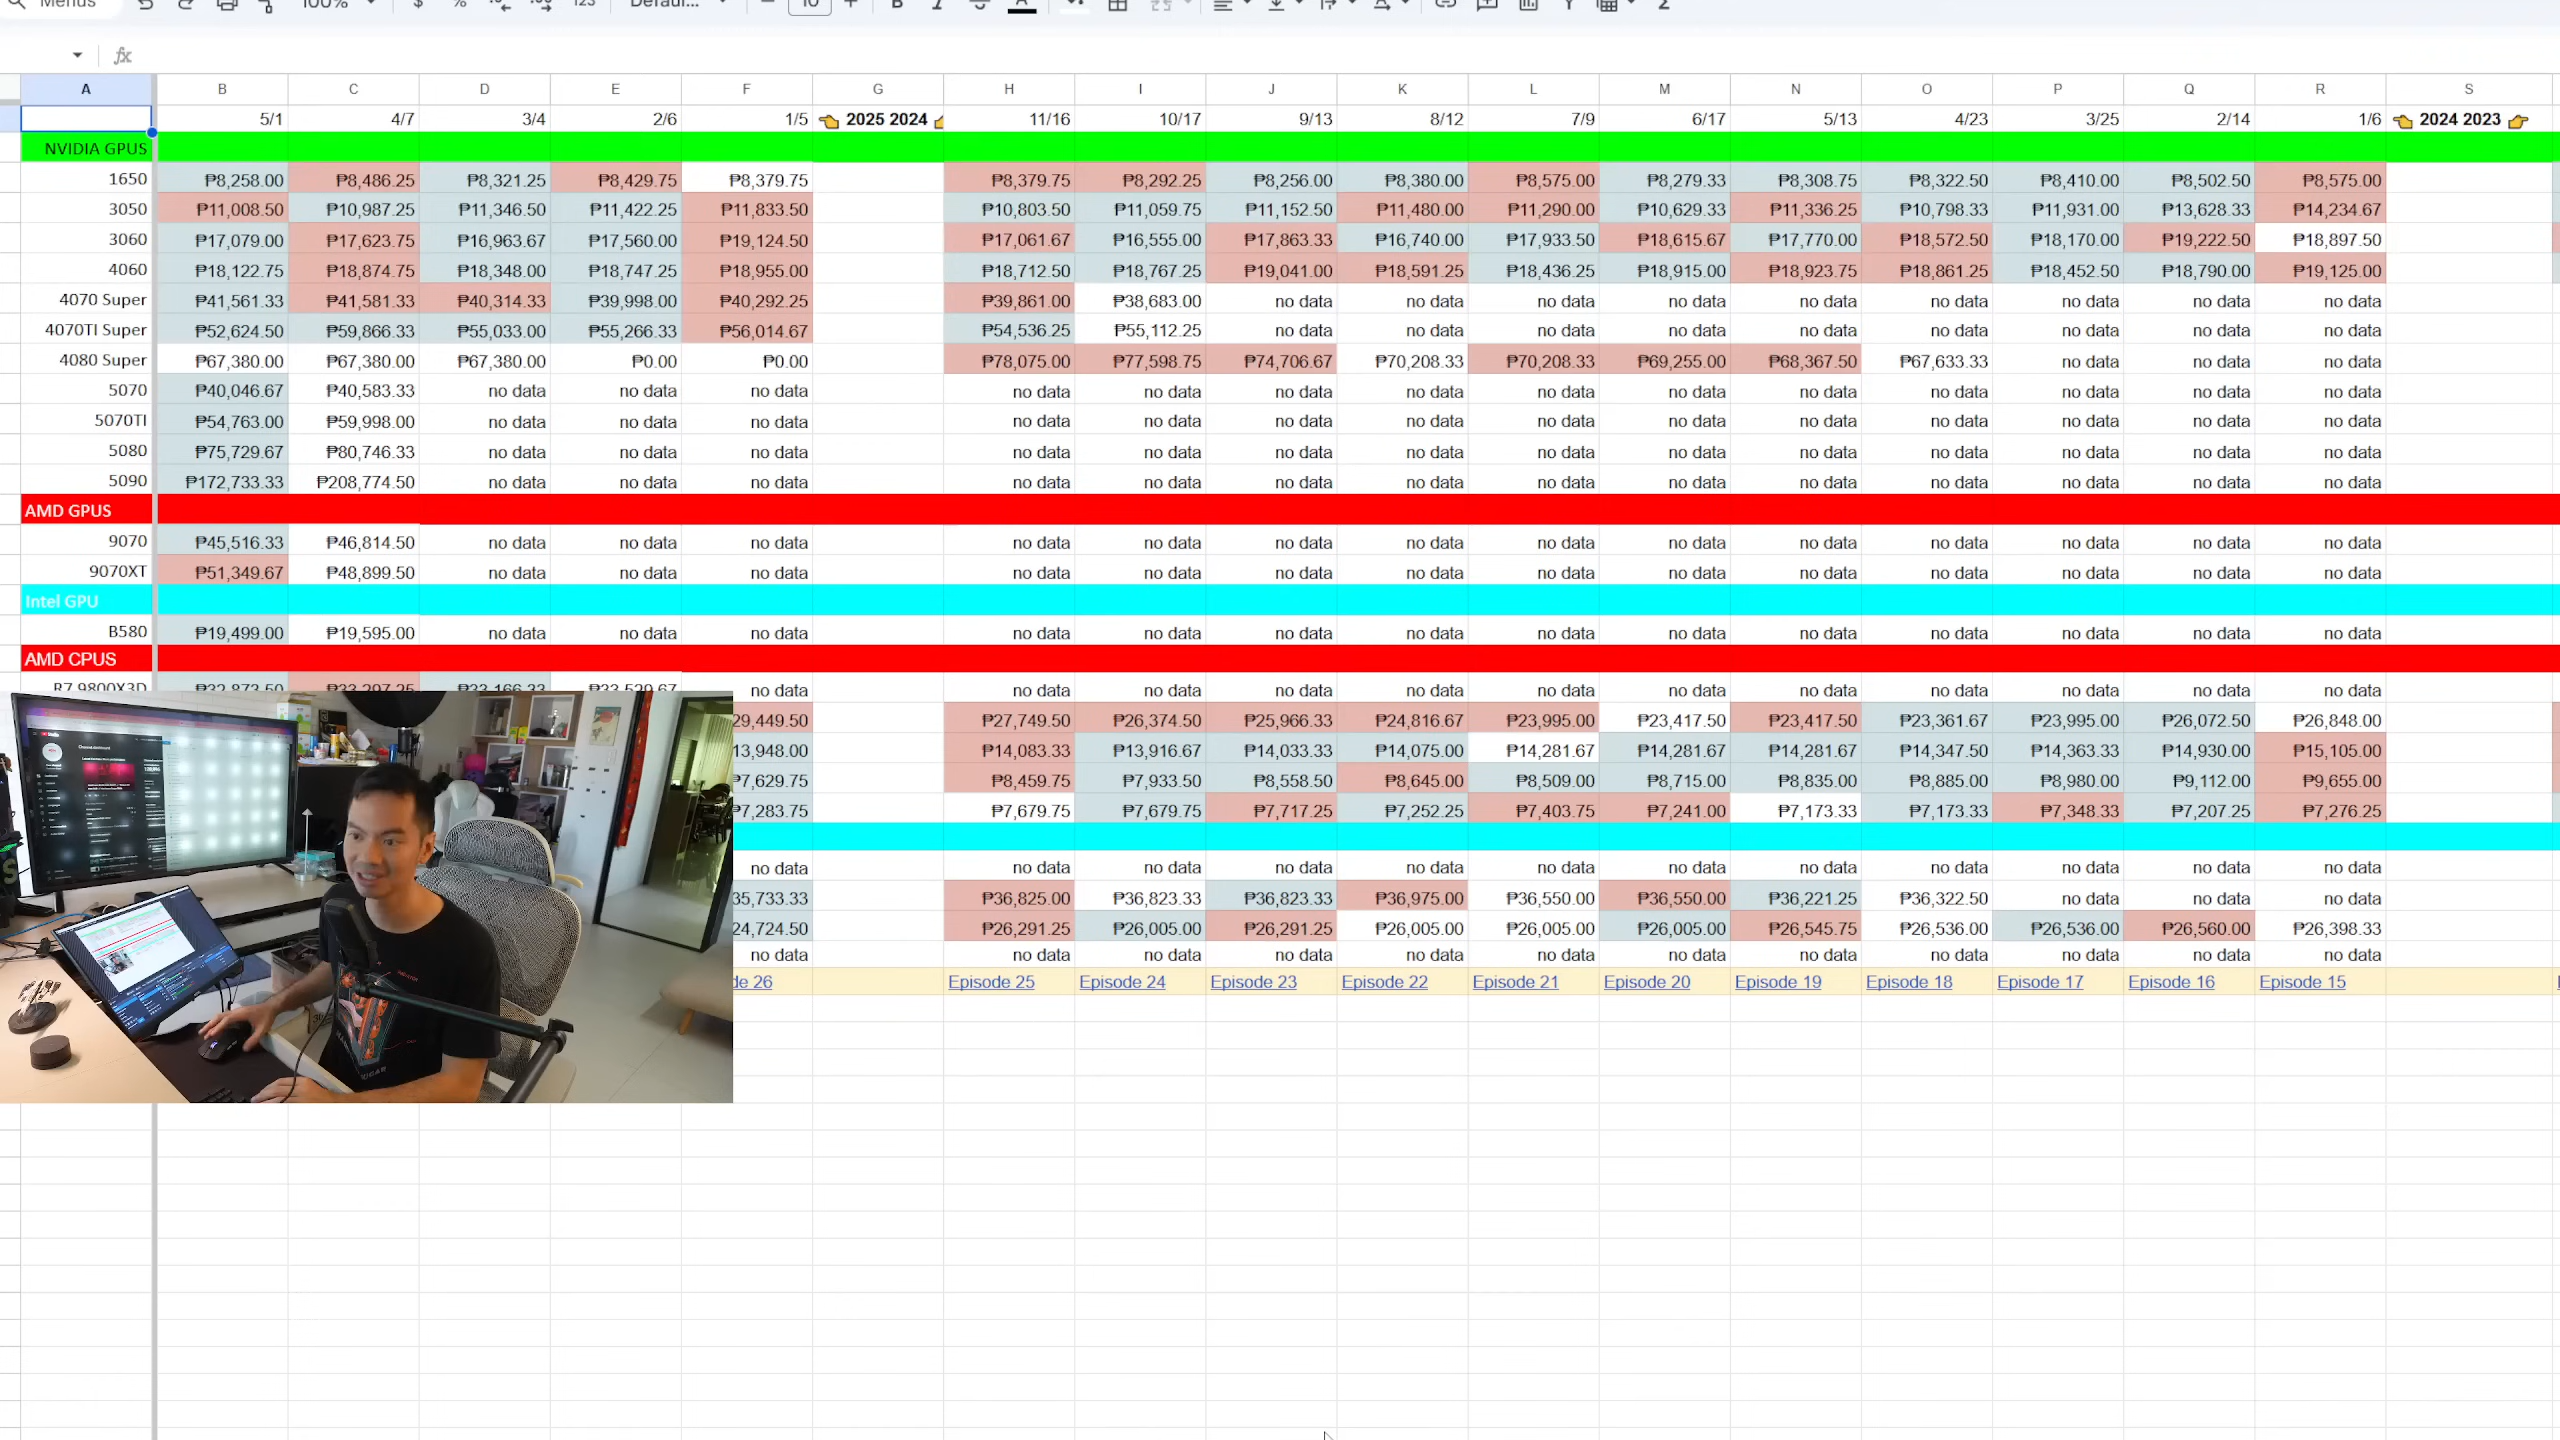 Menus 100% $ % 123 Defaul... 10 B I A
fx
A B C D E F G H I J K L M N O P Q R S
5/1 4/7 3/4 2/6 1/5 👈 2025 2024 11/16 10/17 9/13 8/12 7/9 6/17 5/13 4/23 3/25 2/14 1/6 👈 2024 2023 👉
NVIDIA GPUS
1650 ₱8,258.00 ₱8,486.25 ₱8,321.25 ₱8,429.75 ₱8,379.75 ₱8,379.75 ₱8,292.25 ₱8,256.00 ₱8,380.00 ₱8,575.00 ₱8,279.33 ₱8,308.75 ₱8,322.50 ₱8,410.00 ₱8,502.50 ₱8,575.00
3050 ₱11,008.50 ₱10,987.25 ₱11,346.50 ₱11,422.25 ₱11,833.50 ₱10,803.50 ₱11,059.75 ₱11,152.50 ₱11,480.00 ₱11,290.00 ₱10,629.33 ₱11,336.25 ₱10,798.33 ₱11,931.00 ₱13,628.33 ₱14,234.67
3060 ₱17,079.00 ₱17,623.75 ₱16,963.67 ₱17,560.00 ₱19,124.50 ₱17,061.67 ₱16,555.00 ₱17,863.33 ₱16,740.00 ₱17,933.50 ₱18,615.67 ₱17,770.00 ₱18,572.50 ₱18,170.00 ₱19,222.50 ₱18,897.50
4060 ₱18,122.75 ₱18,874.75 ₱18,348.00 ₱18,747.25 ₱18,955.00 ₱18,712.50 ₱18,767.25 ₱19,041.00 ₱18,591.25 ₱18,436.25 ₱18,915.00 ₱18,923.75 ₱18,861.25 ₱18,452.50 ₱18,790.00 ₱19,125.00
4070 Super ₱41,561.33 ₱41,581.33 ₱40,314.33 ₱39,998.00 ₱40,292.25 ₱39,861.00 ₱38,683.00 no data no data no data no data no data no data no data no data no data
4070TI Super ₱52,624.50 ₱59,866.33 ₱55,033.00 ₱55,266.33 ₱56,014.67 ₱54,536.25 ₱55,112.25 no data no data no data no data no data no data no data no data no data
4080 Super ₱67,380.00 ₱67,380.00 ₱67,380.00 ₱0.00 ₱0.00 ₱78,075.00 ₱77,598.75 ₱74,706.67 ₱70,208.33 ₱70,208.33 ₱69,255.00 ₱68,367.50 ₱67,633.33 no data no data no data
5070 ₱40,046.67 ₱40,583.33 no data no data no data no data no data no data no data no data no data no data no data no data no data no data
5070TI ₱54,763.00 ₱59,998.00 no data no data no data no data no data no data no data no data no data no data no data no data no data no data
5080 ₱75,729.67 ₱80,746.33 no data no data no data no data no data no data no data no data no data no data no data no data no data no data
5090 ₱172,733.33 ₱208,774.50 no data no data no data no data no data no data no data no data no data no data no data no data no data no data
AMD GPUS
9070 ₱45,516.33 ₱46,814.50 no data no data no data no data no data no data no data no data no data no data no data no data no data no data
9070XT ₱51,349.67 ₱48,899.50 no data no data no data no data no data no data no data no data no data no data no data no data no data no data
Intel GPU
B580 ₱19,499.00 ₱19,595.00 no data no data no data no data no data no data no data no data no data no data no data no data no data no data
AMD CPUS
R7 9800X3D ₱32,873.50 ₱33,297.25 ₱33,166.33 ₱33,529.67 no data no data no data no data no data no data no data no data no data no data no data no data
29,449.50 ₱27,749.50 ₱26,374.50 ₱25,966.33 ₱24,816.67 ₱23,995.00 ₱23,417.50 ₱23,417.50 ₱23,361.67 ₱23,995.00 ₱26,072.50 ₱26,848.00
13,948.00 ₱14,083.33 ₱13,916.67 ₱14,033.33 ₱14,075.00 ₱14,281.67 ₱14,281.67 ₱14,281.67 ₱14,347.50 ₱14,363.33 ₱14,930.00 ₱15,105.00
₱7,629.75 ₱8,459.75 ₱7,933.50 ₱8,558.50 ₱8,645.00 ₱8,509.00 ₱8,715.00 ₱8,835.00 ₱8,885.00 ₱8,980.00 ₱9,112.00 ₱9,655.00
₱7,283.75 ₱7,679.75 ₱7,679.75 ₱7,717.25 ₱7,252.25 ₱7,403.75 ₱7,241.00 ₱7,173.33 ₱7,173.33 ₱7,348.33 ₱7,207.25 ₱7,276.25
no data no data no data no data no data no data no data no data no data no data no data no data
35,733.33 ₱36,825.00 ₱36,823.33 ₱36,823.33 ₱36,975.00 ₱36,550.00 ₱36,550.00 ₱36,221.25 ₱36,322.50 no data no data no data
24,724.50 ₱26,291.25 ₱26,005.00 ₱26,291.25 ₱26,005.00 ₱26,005.00 ₱26,005.00 ₱26,545.75 ₱26,536.00 ₱26,536.00 ₱26,560.00 ₱26,398.33
no data no data no data no data no data no data no data no data no data no data no data no data
de 26 Episode 25 Episode 24 Episode 23 Episode 22 Episode 21 Episode 20 Episode 19 Episode 18 Episode 17 Episode 16 Episode 15